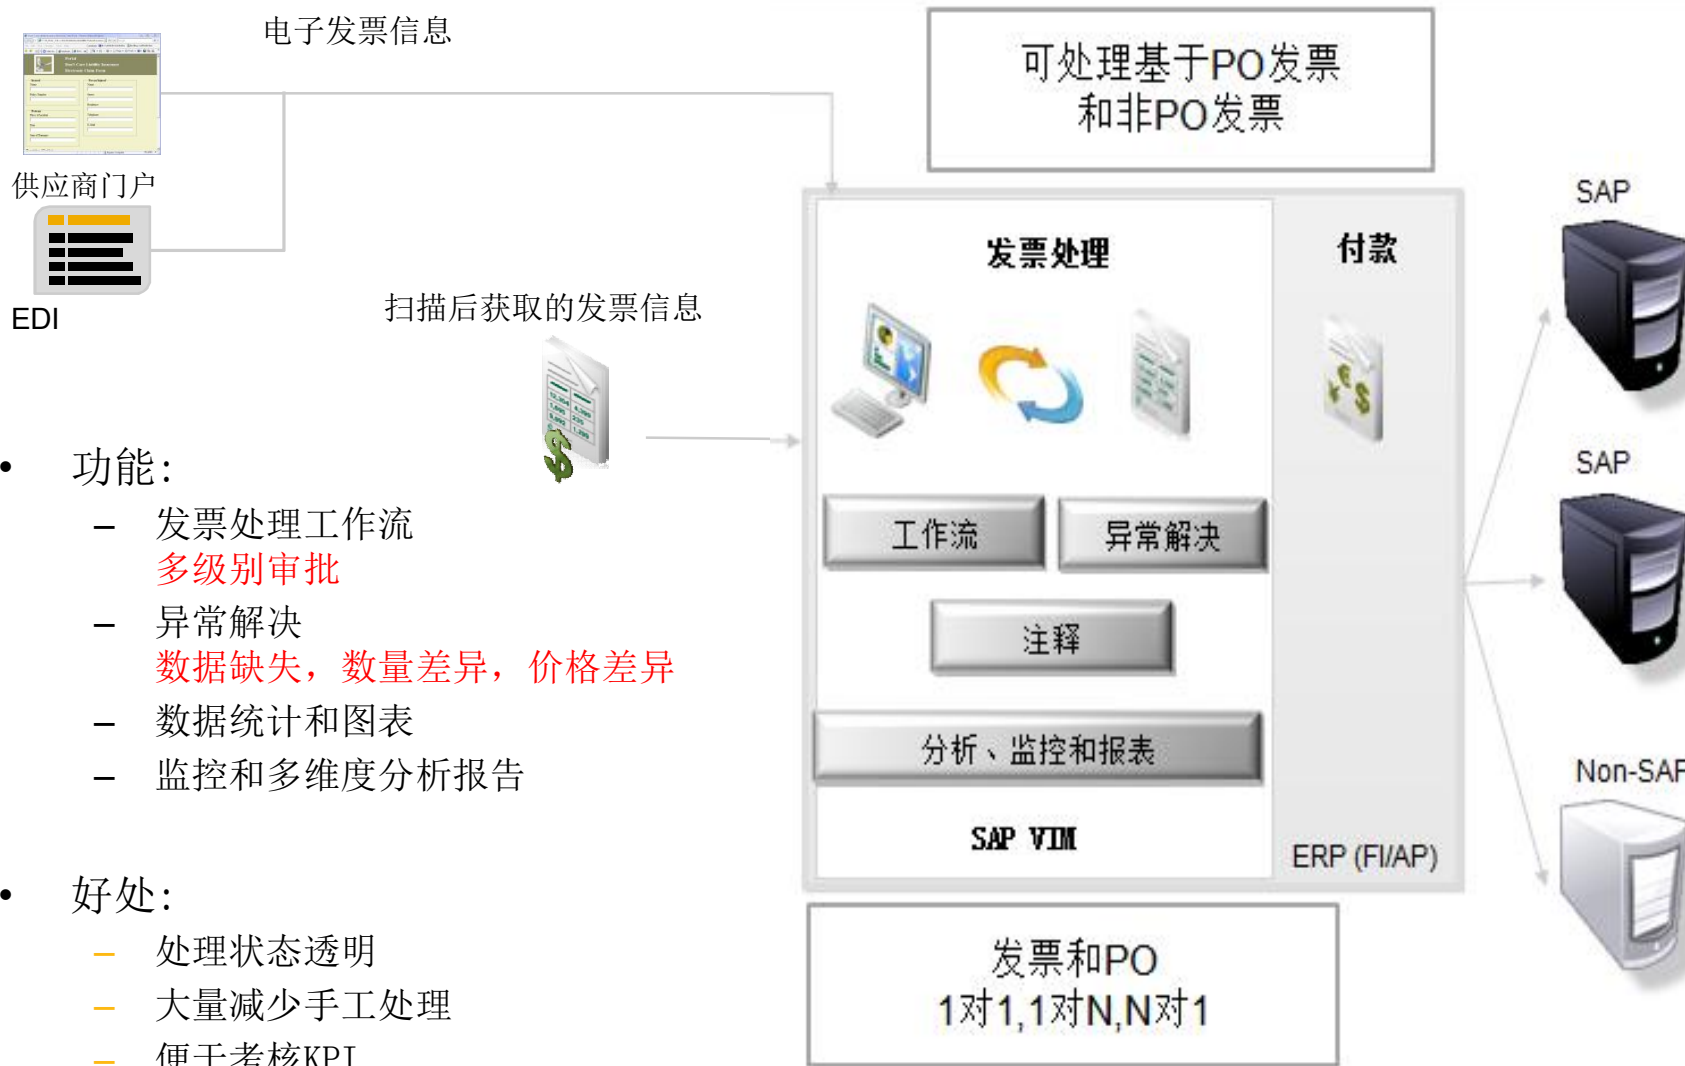 电子发票信息
供应商门户
EDI
扫描后获取的发票信息
• 功能:
– 发票处理工作流
多级别审批
– 异常解决
数据缺失，数量差异，价格差异
– 数据统计和图表
– 监控和多维度分析报告
• 好处:
– 处理状态透明
– 大量减少手工处理
– 便于考核KPI
可处理基于PO发票
和非PO发票
发票处理
付款
工作流
异常解决
注释
分析、监控和报表
SAP VIM
ERP (FI/AP)
发票和PO
1对1,1对N,N对1
SAP
SAP
Non-SAP